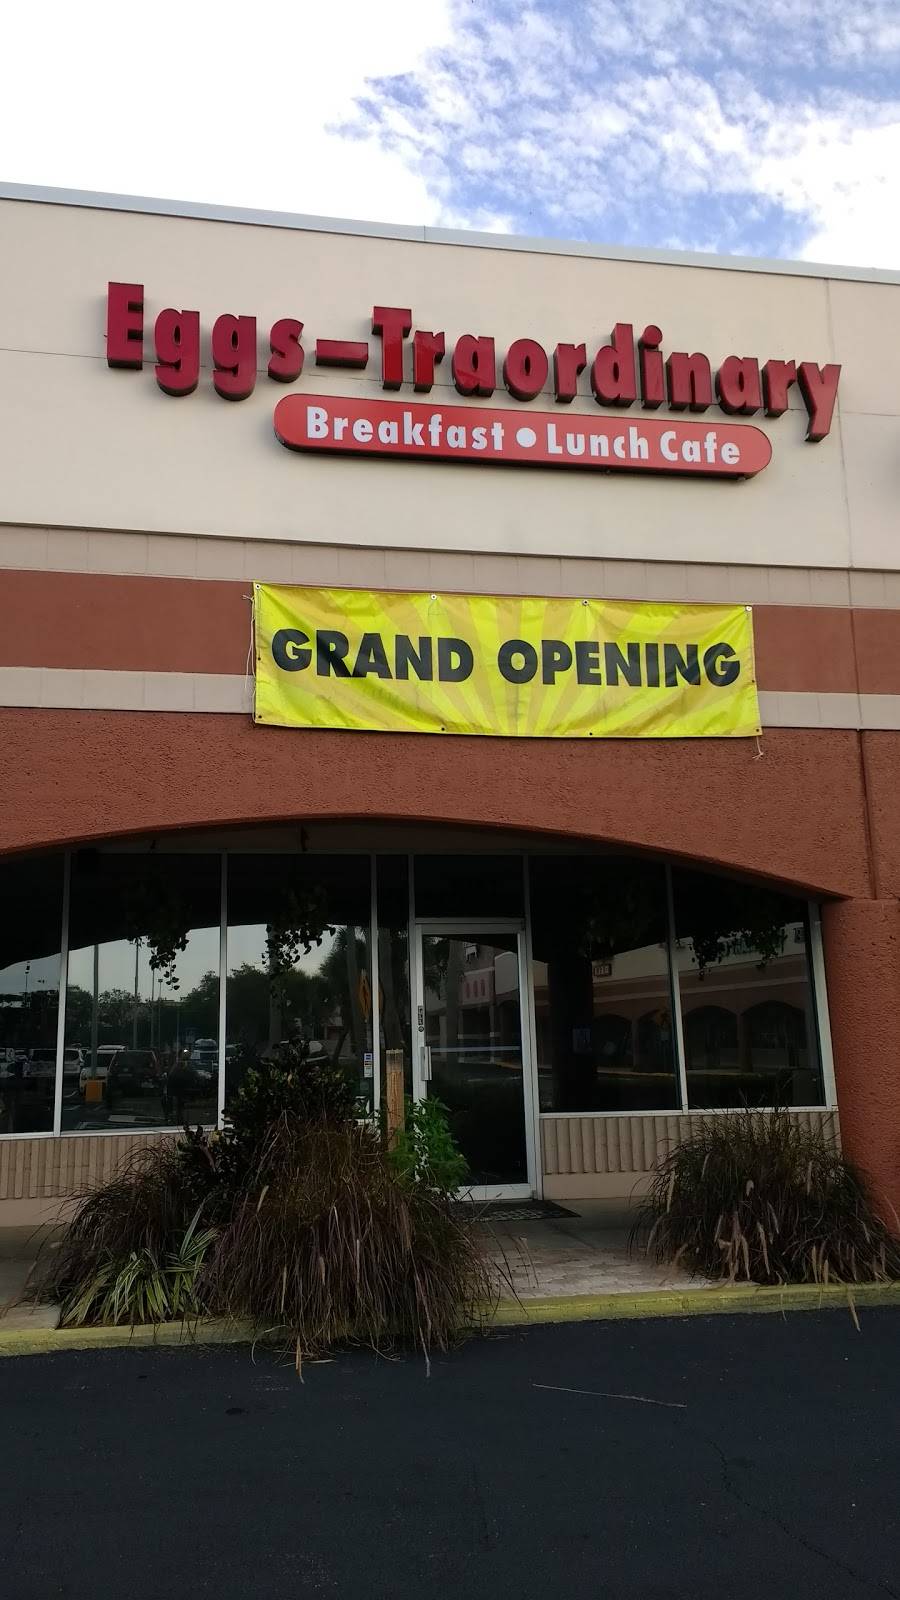 Eggs-Traordinary
Breakfast • Lunch Cafe
GRAND OPENING